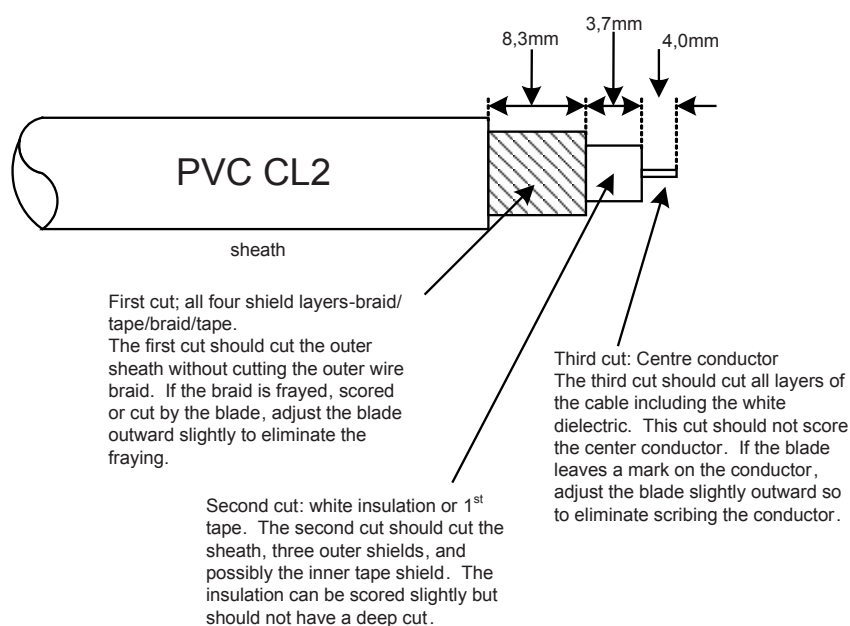 8,3mm
3,7mm
4,0mm
PVC CL2
sheath
First cut; all four shield layers-braid/
tape/braid/tape.
The first cut should cut the outer
sheath without cutting the outer wire
braid.  If the braid is frayed, scored
or cut by the blade, adjust the blade
outward slightly to eliminate the
fraying.
Second cut: white insulation or 1st
tape.  The second cut should cut the
sheath, three outer shields, and
possibly the inner tape shield.  The
insulation can be scored slightly but
should not have a deep cut.
Third cut: Centre conductor
The third cut should cut all layers of
the cable including the white
dielectric.  This cut should not score
the center conductor.  If the blade
leaves a mark on the conductor,
adjust the blade slightly outward so
to eliminate scribing the conductor.